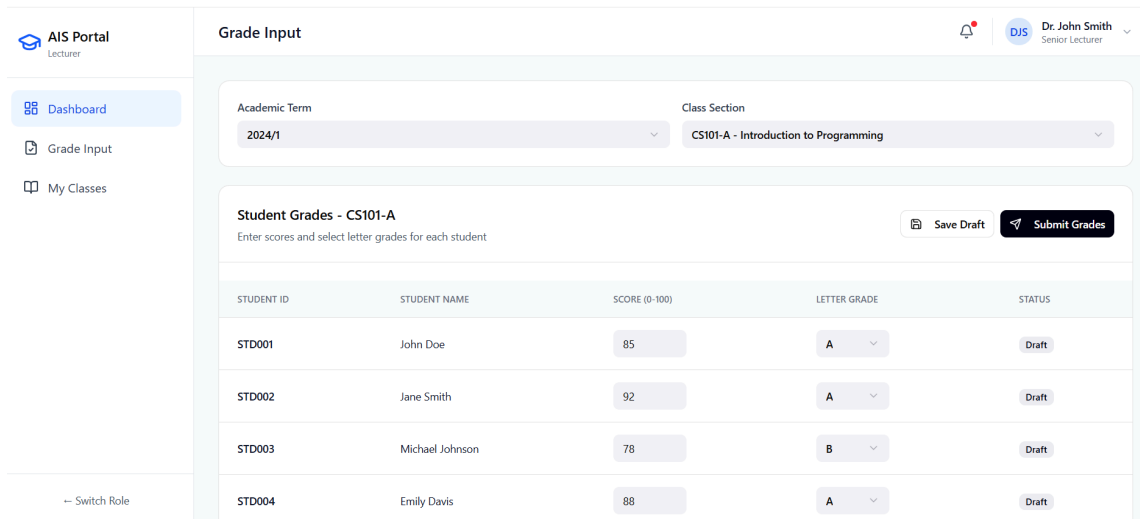 AIS Portal
Lecturer
Dashboard
Grade Input
My Classes
← Switch Role
Grade Input
DJS
Dr. John Smith
Senior Lecturer
Academic Term
Class Section
2024/1
CS101-A - Introduction to Programming
Student Grades - CS101-A
Enter scores and select letter grades for each student
Save Draft
Submit Grades
STUDENT ID STUDENT NAME SCORE (0-100) LETTER GRADE STATUS
STD001 John Doe 85 A Draft
STD002 Jane Smith 92 A Draft
STD003 Michael Johnson 78 B Draft
STD004 Emily Davis 88 A Draft